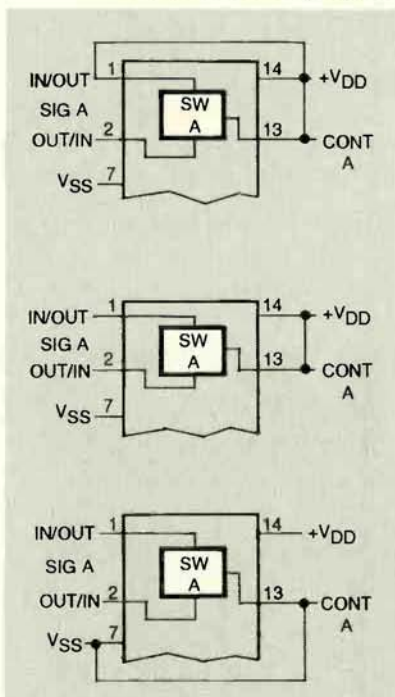 1 14
IN/OUT +VDD
SIG A SW
A
OUT/IN 2 13 CONT
A
VSS 7
1 14
IN/OUT +VDD
SIG A SW
A
OUT/IN 2 13 CONT
A
VSS 7
1 14
IN/OUT +VDD
SIG A SW
A
OUT/IN 2 13 CONT
A
VSS 7